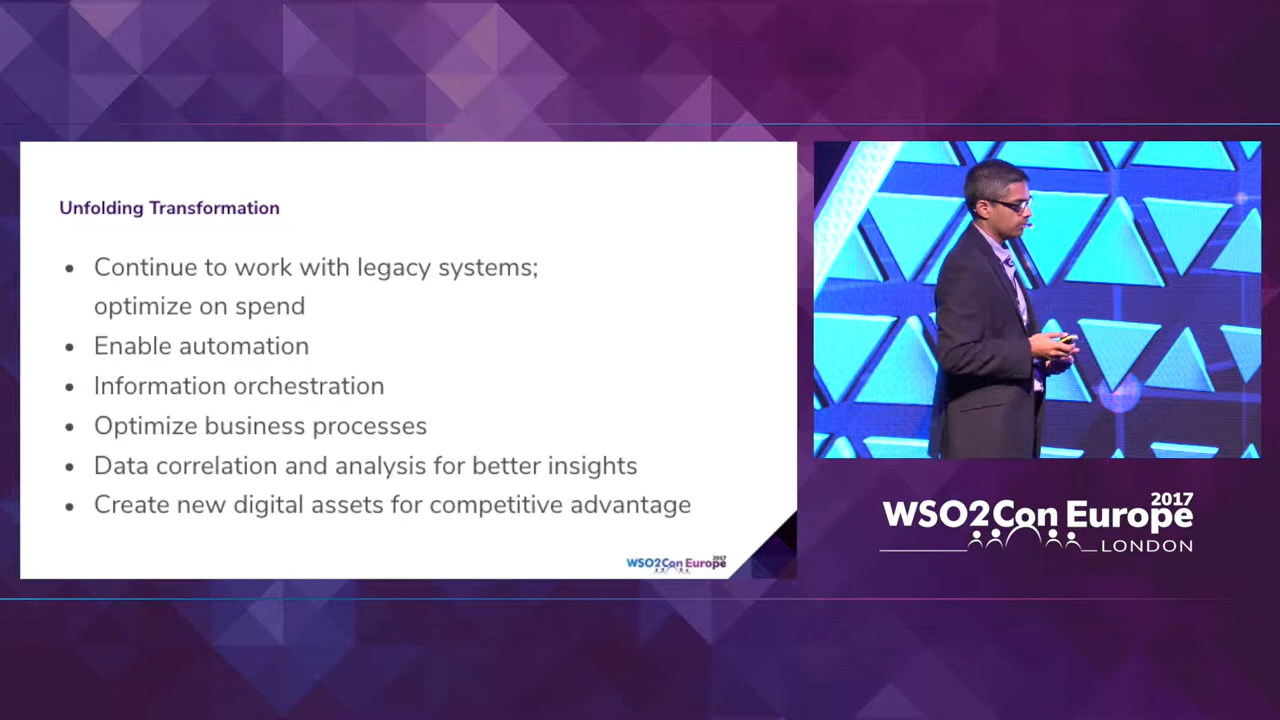 Unfolding Transformation
• Continue to work with legacy systems;
optimize on spend
• Enable automation
• Information orchestration
• Optimize business processes
• Data correlation and analysis for better insights
• Create new digital assets for competitive advantage
WSO2Con Europe 2017
WSO2Con Europe 2017
LONDON